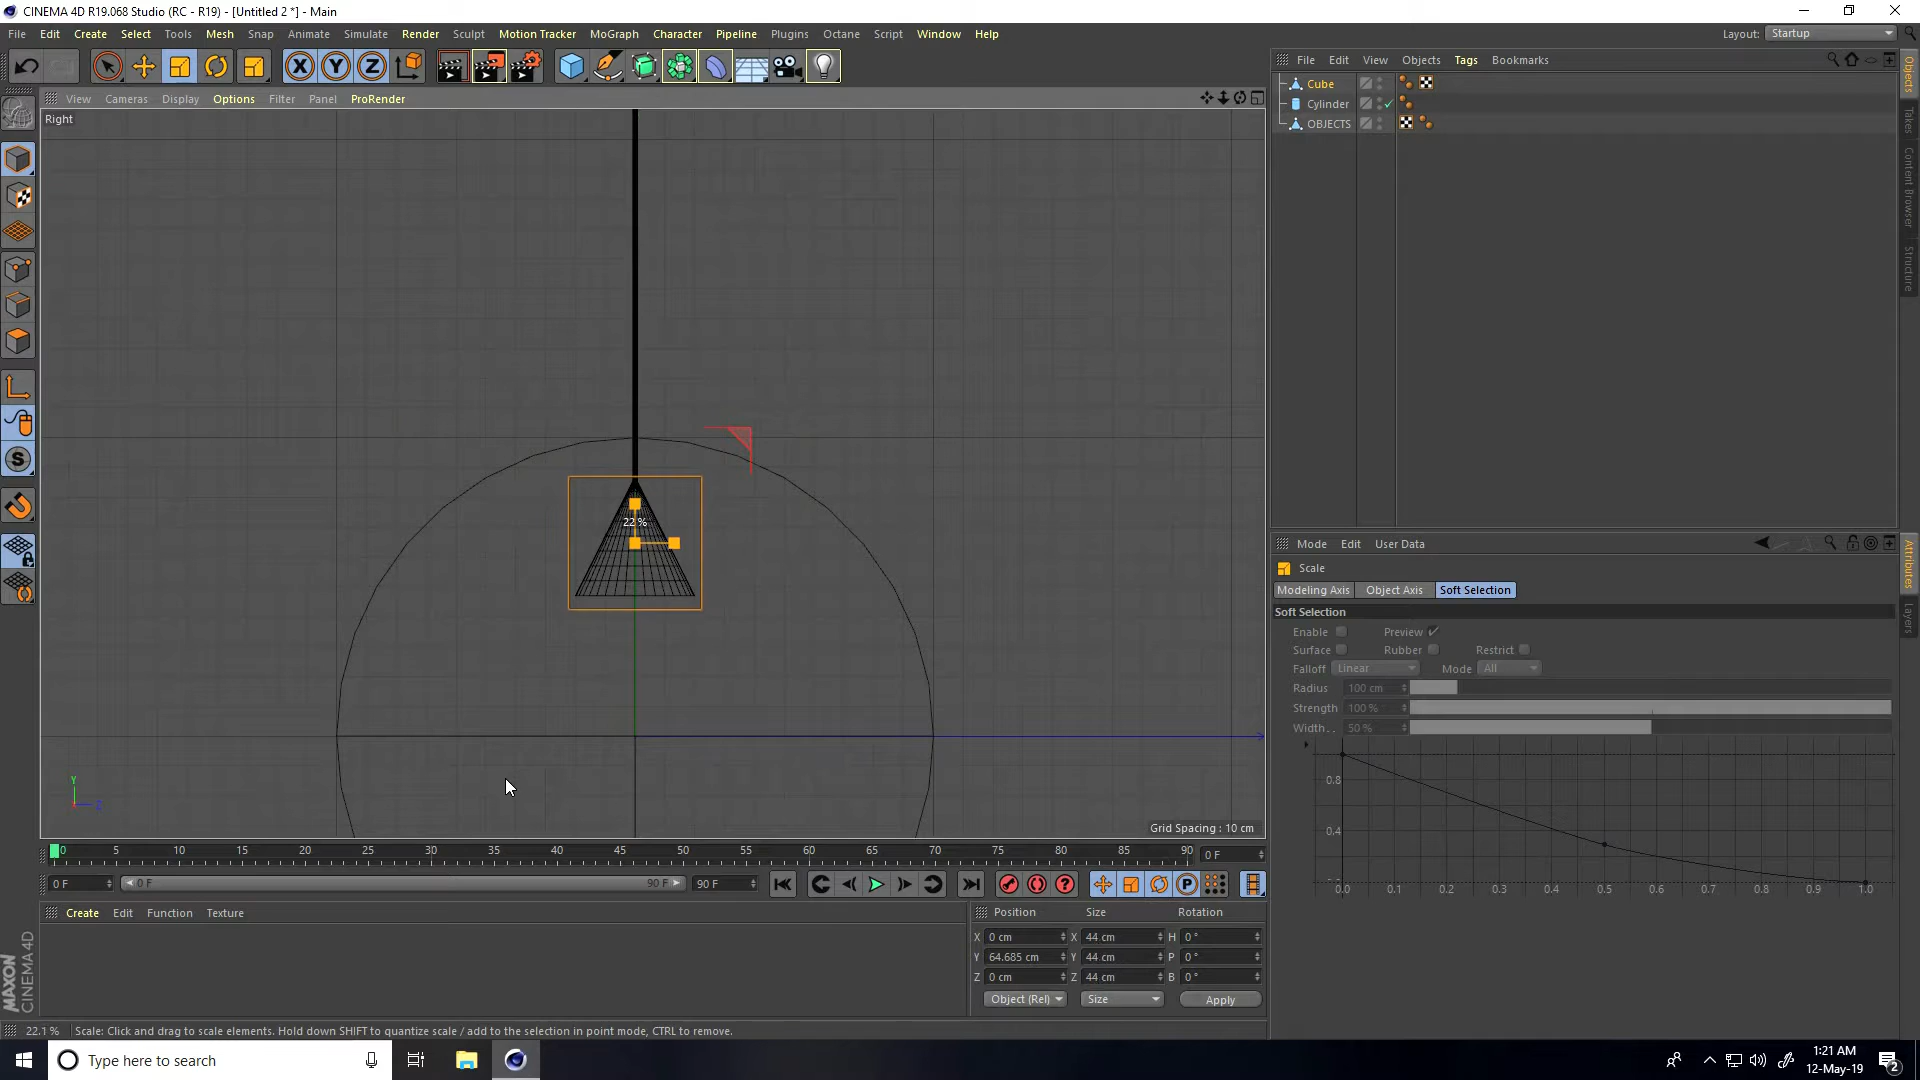 CINEMA 4D R19.068 Studio (RC - R19) - [Untitled 2 *] - Main
File Edit Create Select Tools Mesh Snap Animate Simulate Render Sculpt Motion Tracker MoGraph Character Pipeline Plugins Octane Script Window Help
Layout: Startup
X Y Z
View Cameras Display Options Filter Panel ProRender
Right
22 %
Y
Z
Grid Spacing : 10 cm
File Edit View Objects Tags Bookmarks
Cube
Cylinder
OBJECTS
Objects
Takes
Content Browser
Structure
Mode Edit User Data
Scale
Modeling Axis Object Axis Soft Selection
Soft Selection
Enable Preview
Surface Rubber Restrict
Falloff Linear Mode All
Radius 100 cm
Strength 100 %
Width. . 50 %
0.8
0.4
0.0 0.1 0.2 0.3 0.4 0.5 0.6 0.7 0.8 0.9 1.0
Attributes
Layers
0 5 10 15 20 25 30 35 40 45 50 55 60 65 70 75 80 85 90 0 F
0 F 0 F 90 F 90 F
Create Edit Function Texture
Position Size Rotation
X 0 cm X 44 cm H 0 °
Y 64.685 cm Y 44 cm P 0 °
Z 0 cm Z 44 cm B 0 °
Object (Rel) Size Apply
MAXON
CINEMA 4D
22.1 % Scale: Click and drag to scale elements. Hold down SHIFT to quantize scale / add to the selection in point mode, CTRL to remove.
Type here to search
1:21 AM
12-May-19
2